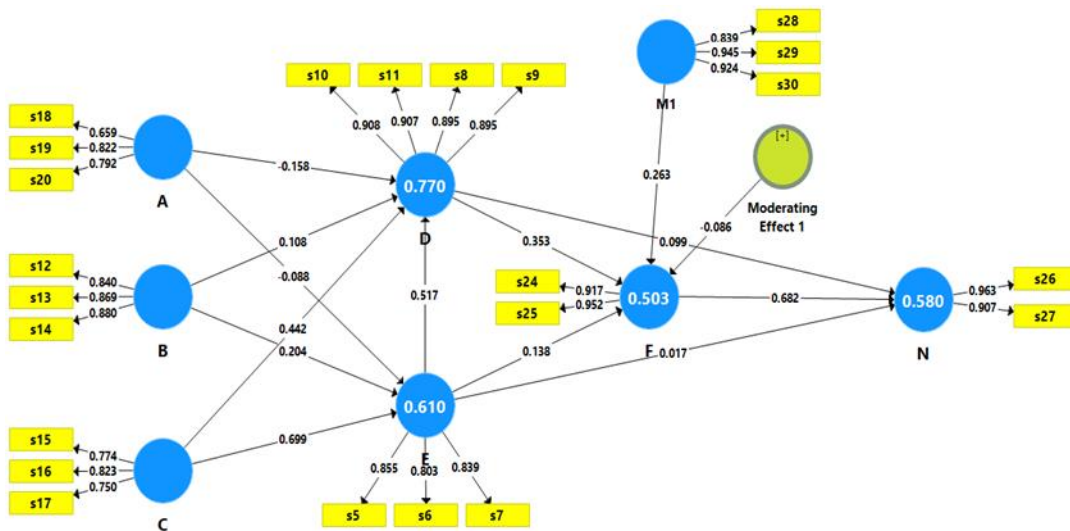 s28
0.839
s29
0.945
0.924
s30
M1
s10
s11
s8
s9
0.908
0.907
0.895
0.895
s18
0.659
s19
0.822
s20
0.792
A
[+]
Moderating
Effect 1
-0.158
0.263
-0.086
0.770
D
0.108
-0.088
0.353
0.099
s12
0.840
s13
0.869
s14
0.880
B
0.517
s24
0.917
s25
0.952
0.503
F
0.682
0.580
N
s26
0.963
s27
0.907
0.442
0.204
0.138
0.017
0.610
E
0.699
s15
0.774
s16
0.823
s17
0.750
C
0.855
0.803
0.839
s5
s6
s7